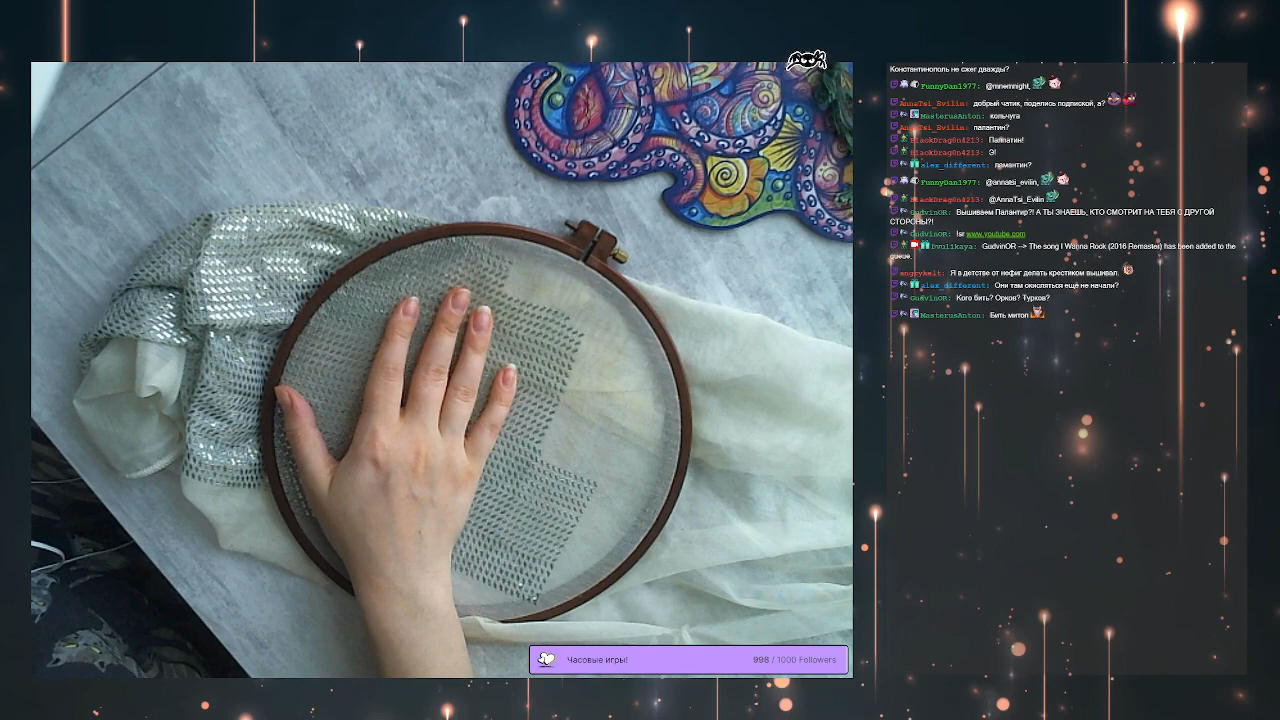 Константинополь не сжег дважды?
FunnyDan1977: @mnemnight,
AnnaTsi_Evilin: добрый чатик, поделись подпиской, а?
MasterusAnton: кольчуга
AnnaTsi_Evilin: палантин?
BlackDrag0n4213: Палпатин!
BlackDrag0n4213: Э!
alex_different: ламантин?
FunnyDan1977: @annatsi_evilin,
BlackDrag0n4213: @AnnaTsi_Evilin
GudvinOR: Вышиваем Палантир?! А ТЫ ЗНАЕШЬ, КТО СМОТРИТ НА ТЕБЯ С ДРУГОЙ
СТОРОНЫ?!
GudvinOR: !sr www.youtube.com
Dvulikaya: GudvinOR --> The song I Wanna Rock (2016 Remaster) has been added to the
queue.
angrykelt: Я в детстве от нефиг делать крестиком вышивал.
alex_different: Они там окисляться ещё не начали?
GudvinOR: Кого бить? Орков? Турков?
MasterusAnton: Бить митол
Часовые игры!
998 / 1000 Followers